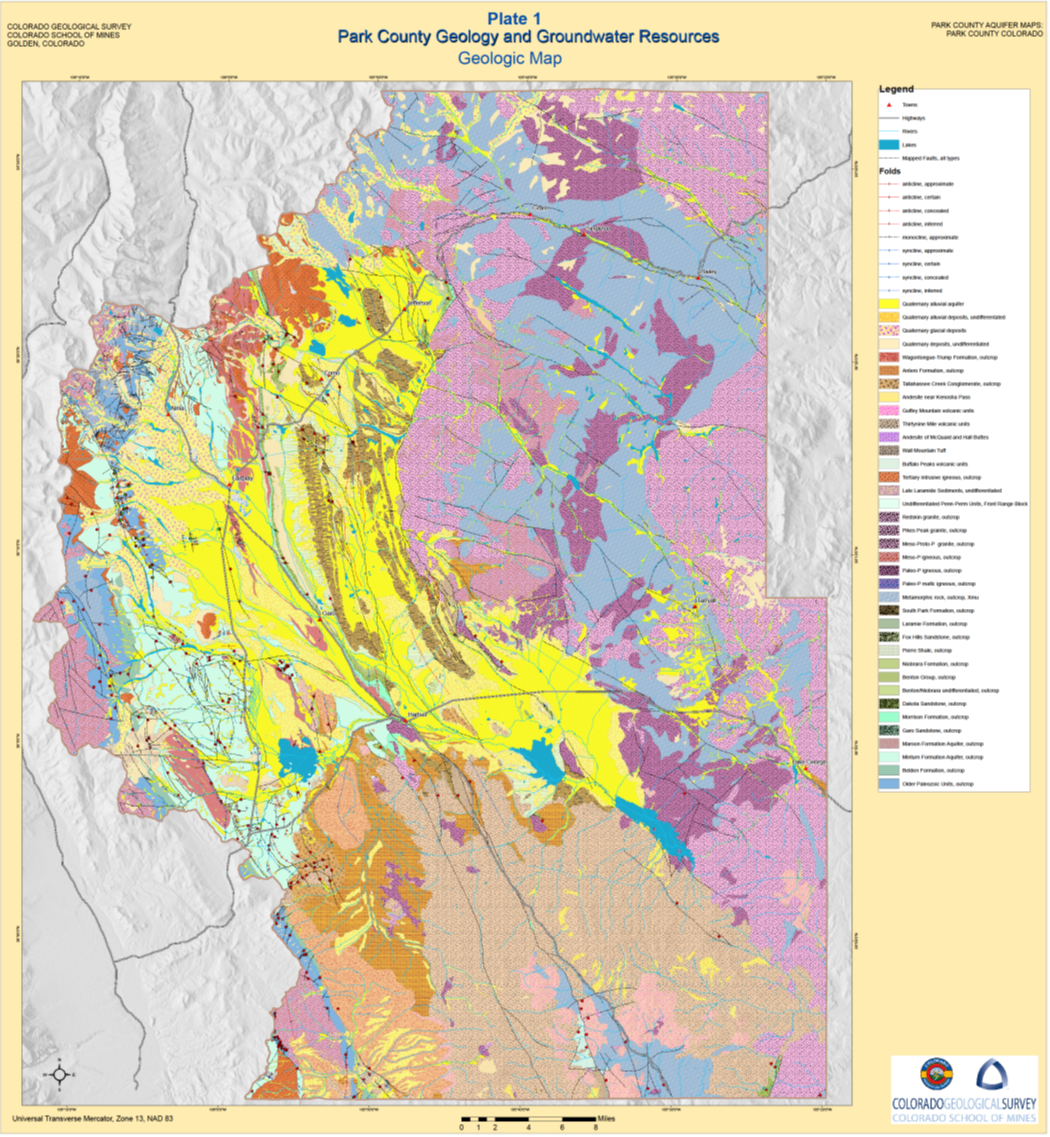 COLORADO GEOLOGICAL SURVEY
COLORADO SCHOOL OF MINES
GOLDEN, COLORADO
Plate 1
Park County Geology and Groundwater Resources
Geologic Map
PARK COUNTY AQUIFER MAPS:
PARK COUNTY COLORADO
Legend
Towns
Highways
Rivers
Lakes
Mapped Faults, all types
Folds
anticline, approximate
anticline, certain
anticline, concealed
anticline, inferred
monocline, approximate
syncline, approximate
syncline, certain
syncline, concealed
syncline, inferred
Quaternary alluvial aquifer
Quaternary alluvial deposits, undifferentiated
Quaternary glacial deposits
Quaternary deposits, undifferentiated
Wagontongue-Trump Formation, outcrop
Antero Formation, outcrop
Tallahassee Creek Conglomerate, outcrop
Andesite near Kenosha Pass
Guffey Mountain volcanic units
Thirtynine Mile volcanic units
Andesite of McQuaid and Hall Buttes
Wall Mountain Tuff
Buffalo Peaks volcanic units
Tertiary intrusive igneous, outcrop
Late Laramide Sediments, undifferentiated
Undifferentiated Penn-Perm Units, Front Range Block
Redskin granite, outcrop
Pikes Peak granite, outcrop
Meso-Proto-P granite, outcrop
Meso-P igneous, outcrop
Paleo-P igneous, outcrop
Paleo-P mafic igneous, outcrop
Metamorphic rock, outcrop, Xmu
South Park Formation, outcrop
Laramie Formation, outcrop
Fox Hills Sandstone, outcrop
Pierre Shale, outcrop
Niobrara Formation, outcrop
Benton Group, outcrop
Benton/Niobrara undifferentiated, outcrop
Dakota Sandstone, outcrop
Morrison Formation, outcrop
Garo Sandstone, outcrop
Maroon Formation Aquifer, outcrop
Minturn Formation Aquifer, outcrop
Belden Formation, outcrop
Older Paleozoic Units, outcrop
Bailey
Jefferson
Como
Alma
Fairplay
Garo
Tarryall
Hartsel
Lake George
Universal Transverse Mercator, Zone 13, NAD 83
0 1 2 4 6 8 Miles
COLORADOGEOLOGICALSURVEY
COLORADO SCHOOL OF MINES